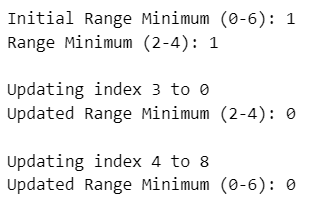 Initial Range Minimum (0-6): 1
Range Minimum (2-4): 1
Updating index 3 to 0
Updated Range Minimum (2-4): 0
Updating index 4 to 8
Updated Range Minimum (0-6): 0